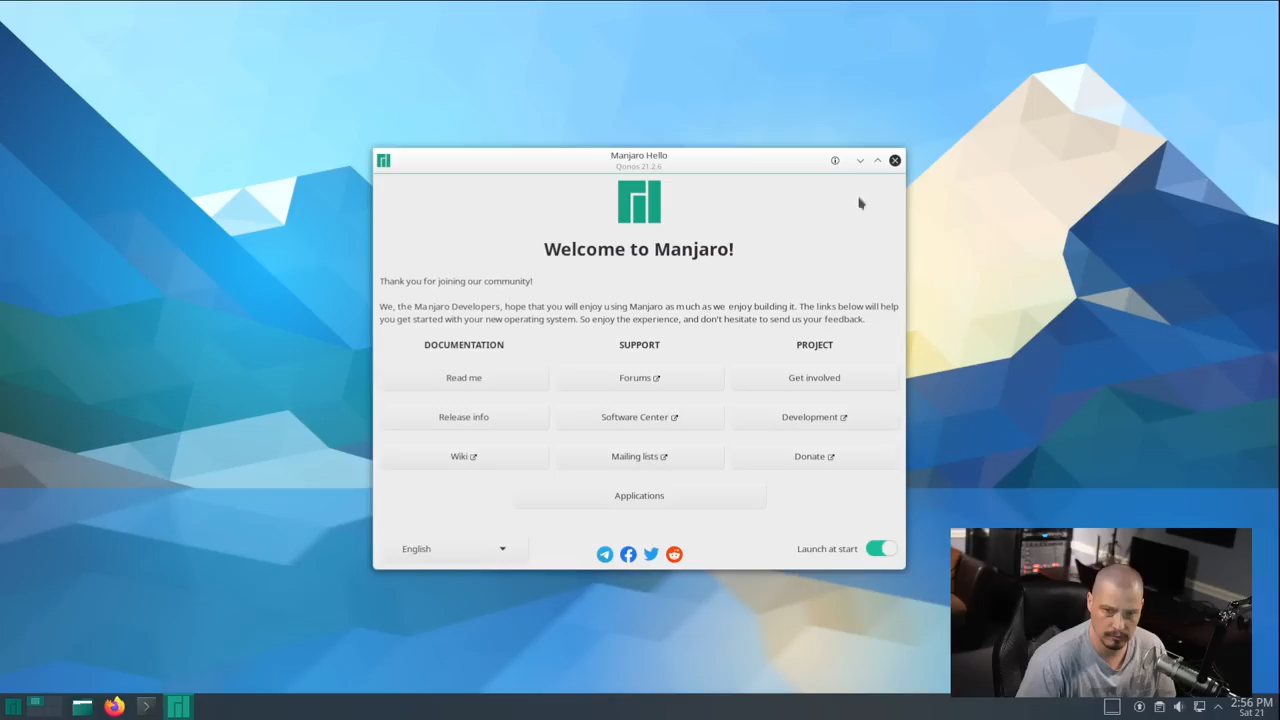 Manjaro Hello
Qonos 21.2.6
Welcome to Manjaro!
Thank you for joining our community!
We, the Manjaro Developers, hope that you will enjoy using Manjaro as much as we enjoy building it. The links below will help
you get started with your new operating system. So enjoy the experience, and don't hesitate to send us your feedback.
DOCUMENTATION SUPPORT PROJECT
Read me Forums Get involved
Release info Software Center Development
Wiki Mailing lists Donate
Applications
English Launch at start
2:56 PM
Sat 21